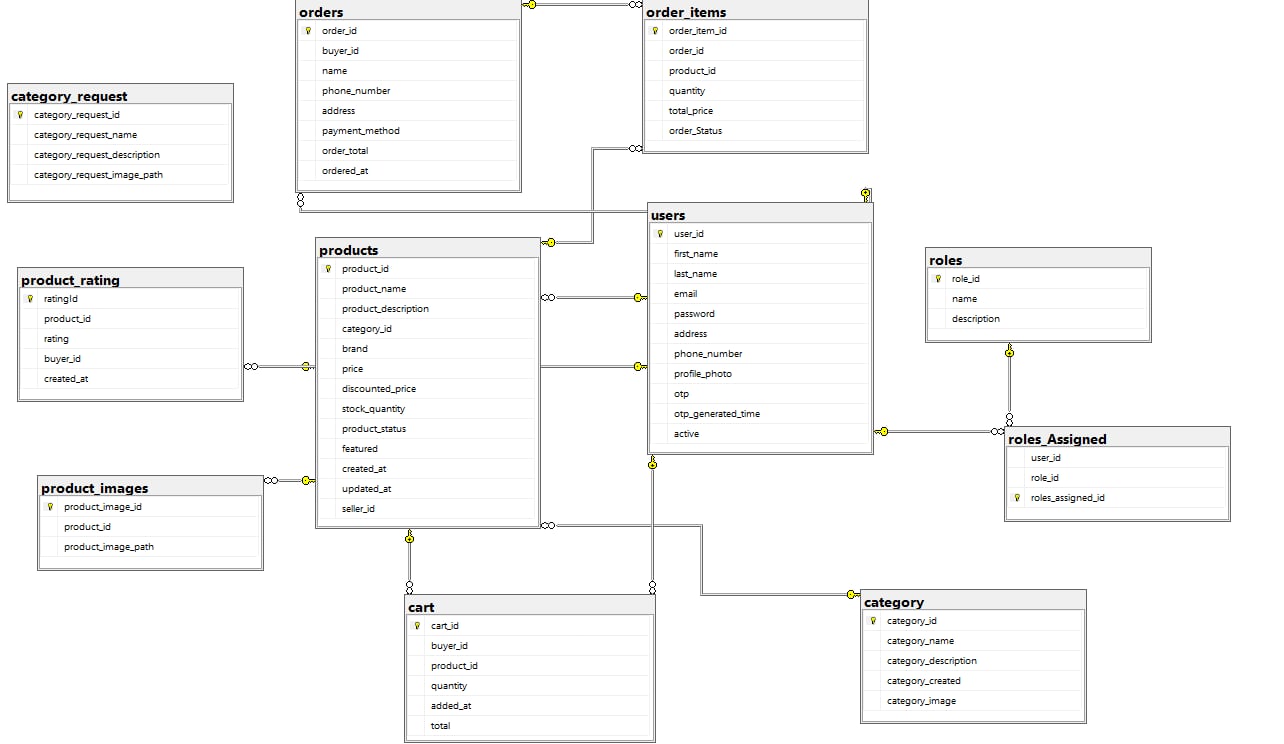 orders
order_id
buyer_id
name
phone_number
address
payment_method
order_total
ordered_at
order_items
order_item_id
order_id
product_id
quantity
total_price
order_Status
category_request
category_request_id
category_request_name
category_request_description
category_request_image_path
users
user_id
first_name
last_name
email
password
address
phone_number
profile_photo
otp
otp_generated_time
active
products
product_id
product_name
product_description
category_id
brand
price
discounted_price
stock_quantity
product_status
featured
created_at
updated_at
seller_id
roles
role_id
name
description
product_rating
ratingId
product_id
rating
buyer_id
created_at
roles_Assigned
user_id
role_id
roles_assigned_id
product_images
product_image_id
product_id
product_image_path
cart
cart_id
buyer_id
product_id
quantity
added_at
total
category
category_id
category_name
category_description
category_created
category_image